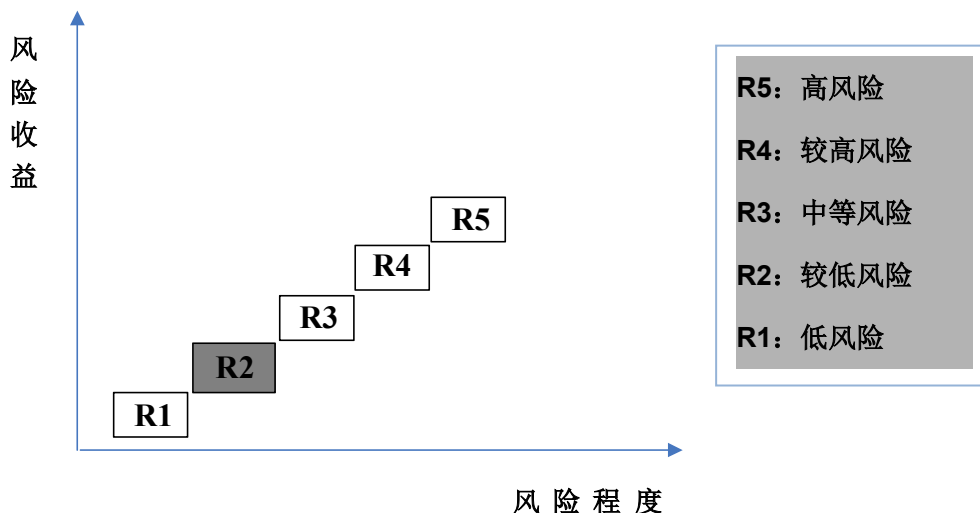 风险收益
R5：高风险
R4：较高风险
R3：中等风险
R2：较低风险
R1：低风险
R5
R4
R3
R2
R1
风 险 程 度